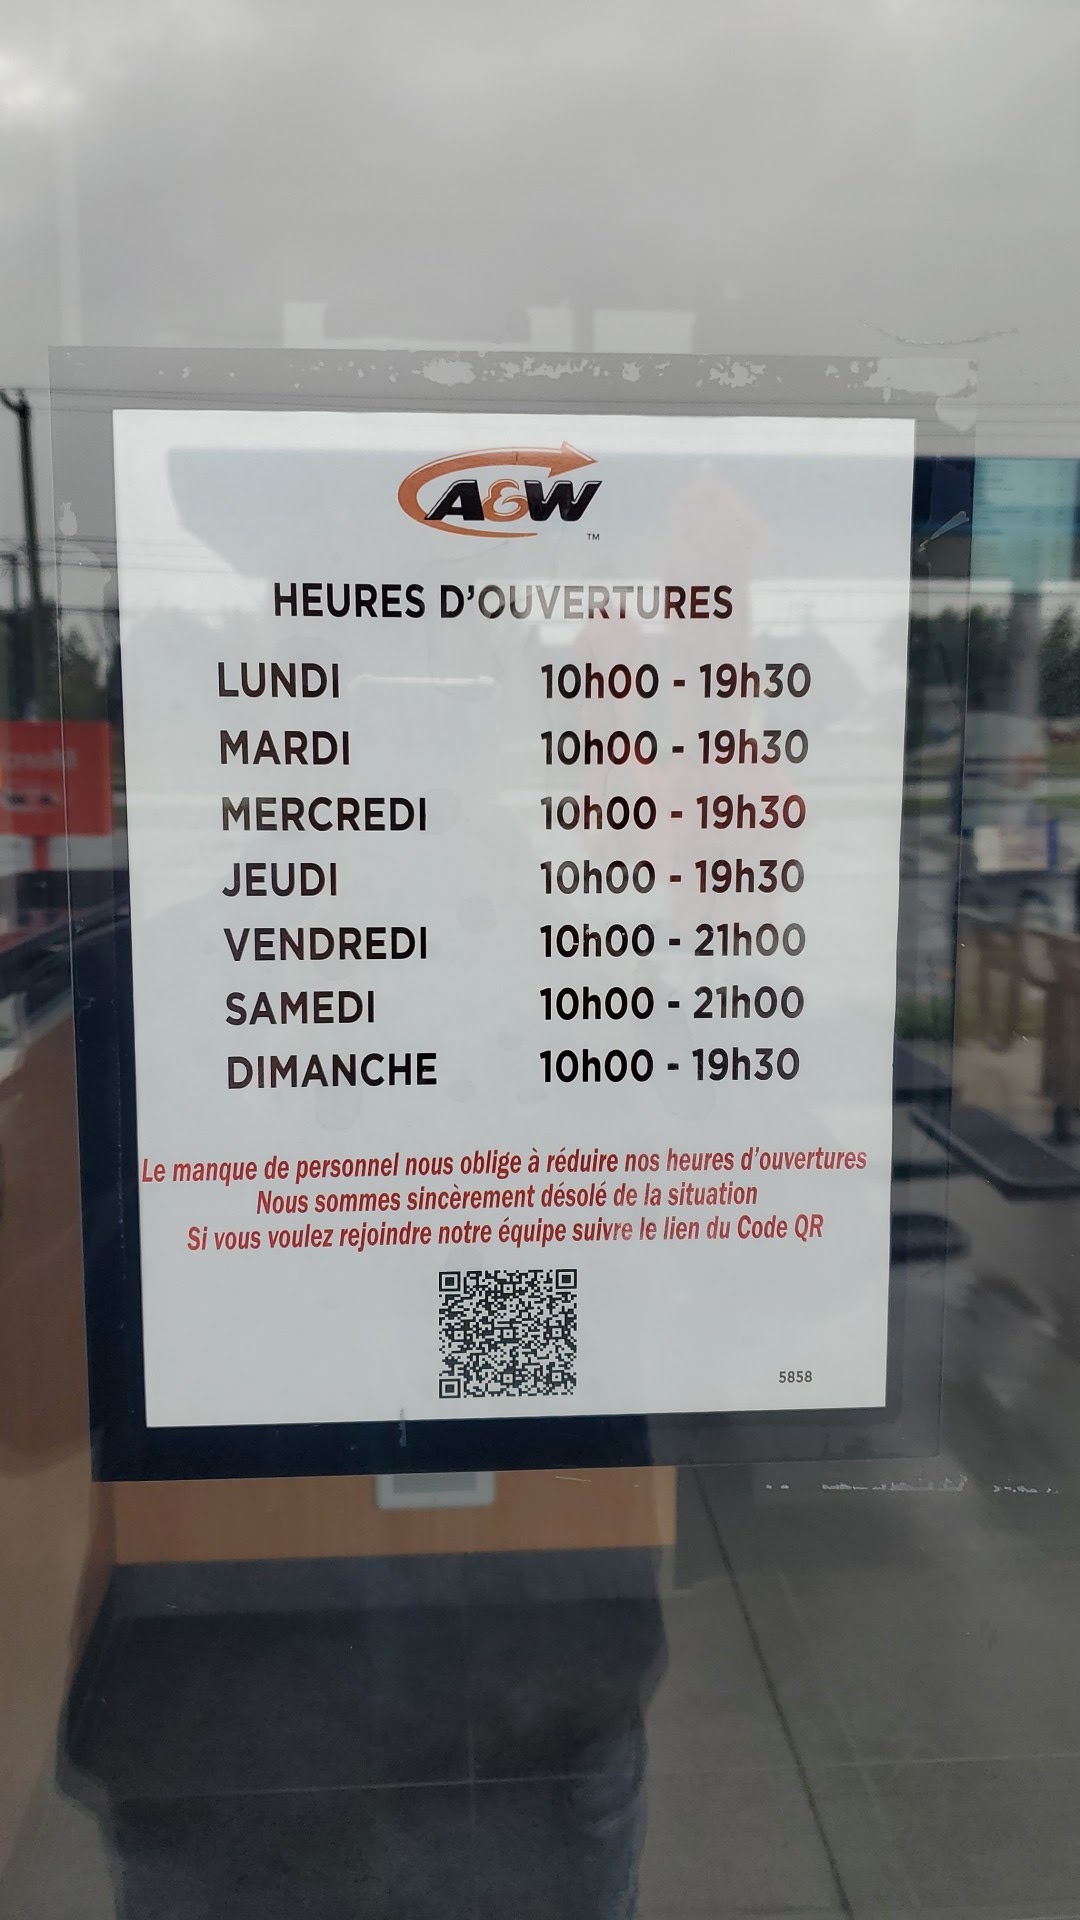 A&W
TM
HEURES D'OUVERTURES
LUNDI 10h00 - 19h30
MARDI 10h00 - 19h30
MERCREDI 10h00 - 19h30
JEUDI 10h00 - 19h30
VENDREDI 10h00 - 21h00
SAMEDI 10h00 - 21h00
DIMANCHE 10h00 - 19h30
Le manque de personnel nous oblige à réduire nos heures d'ouvertures
Nous sommes sincèrement désolé de la situation
Si vous voulez rejoindre notre équipe suivre le lien du Code QR
5858